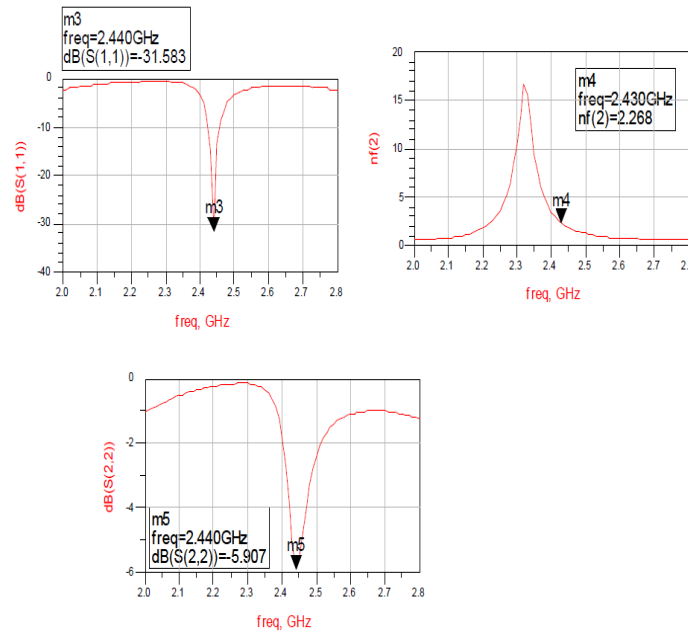 m3
freq=2.440GHz
dB(S(1,1))=-31.583
0
-10
-20
-30
-40
dB(S(1,1))
m3
2.0 2.1 2.2 2.3 2.4 2.5 2.6 2.7 2.8
freq, GHz
20
15
10
5
0
nf(2)
m4
freq=2.430GHz
nf(2)=2.268
m4
2.0 2.1 2.2 2.3 2.4 2.5 2.6 2.7 2.8
freq, GHz
0
-2
-4
-6
dB(S(2,2))
m5
freq=2.440GHz
dB(S(2,2))=-5.907
m5
2.0 2.1 2.2 2.3 2.4 2.5 2.6 2.7 2.8
freq, GHz